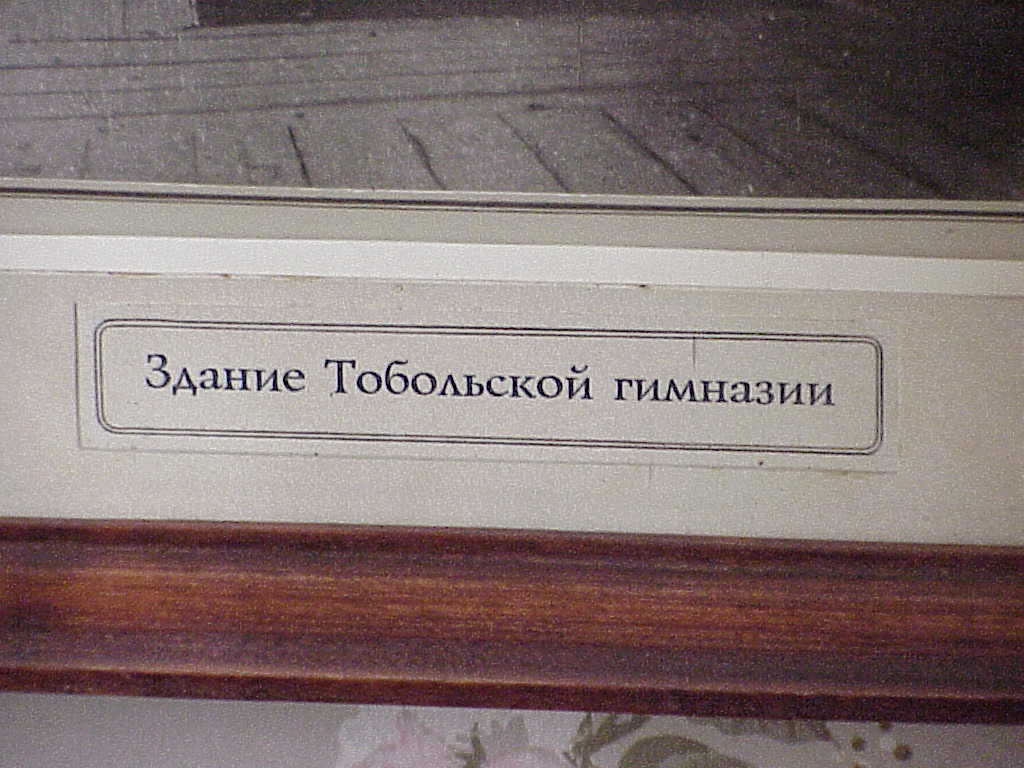 Здание Тобольской гимназии